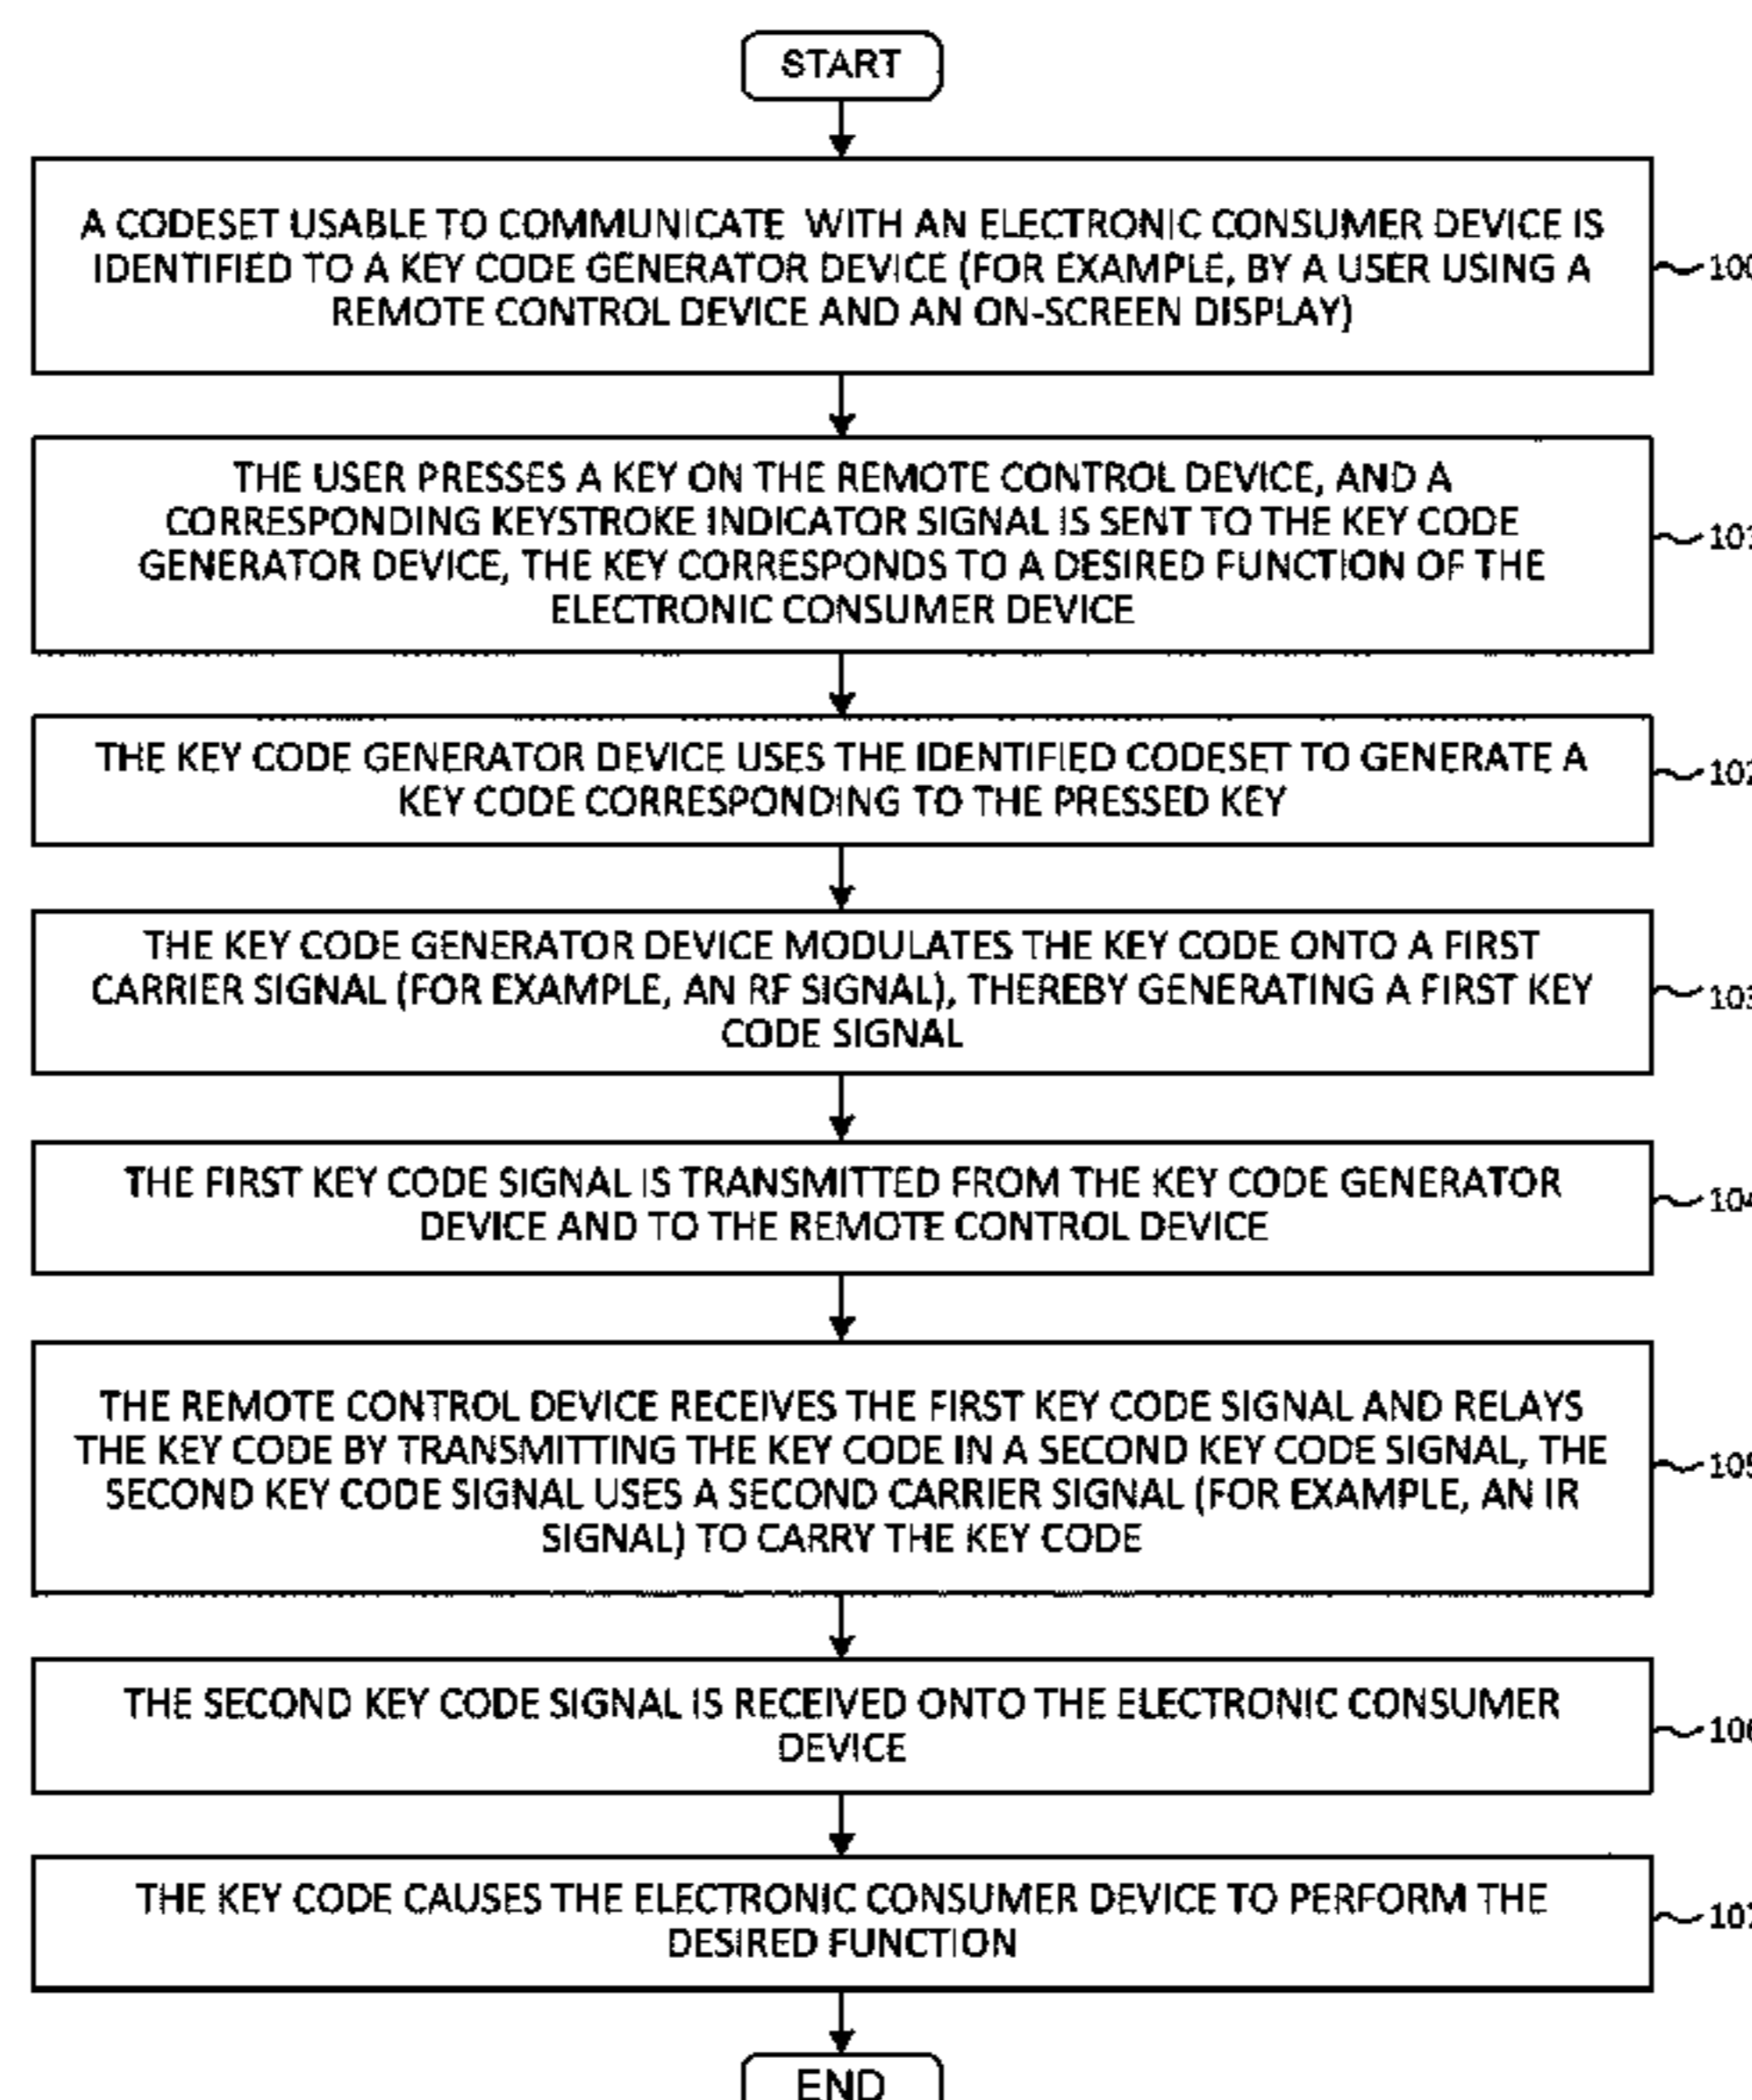 START
A CODESET USABLE TO COMMUNICATE WITH AN ELECTRONIC CONSUMER DEVICE IS
IDENTIFIED TO A KEY CODE GENERATOR DEVICE (FOR EXAMPLE, BY A USER USING A
REMOTE CONTROL DEVICE AND AN ON-SCREEN DISPLAY)
100
THE USER PRESSES A KEY ON THE REMOTE CONTROL DEVICE, AND A
CORRESPONDING KEYSTROKE INDICATOR SIGNAL IS SENT TO THE KEY CODE
GENERATOR DEVICE, THE KEY CORRESPONDS TO A DESIRED FUNCTION OF THE
ELECTRONIC CONSUMER DEVICE
101
THE KEY CODE GENERATOR DEVICE USES THE IDENTIFIED CODESET TO GENERATE A
KEY CODE CORRESPONDING TO THE PRESSED KEY
102
THE KEY CODE GENERATOR DEVICE MODULATES THE KEY CODE ONTO A FIRST
CARRIER SIGNAL (FOR EXAMPLE, AN RF SIGNAL), THEREBY GENERATING A FIRST KEY
CODE SIGNAL
103
THE FIRST KEY CODE SIGNAL IS TRANSMITTED FROM THE KEY CODE GENERATOR
DEVICE AND TO THE REMOTE CONTROL DEVICE
104
THE REMOTE CONTROL DEVICE RECEIVES THE FIRST KEY CODE SIGNAL AND RELAYS
THE KEY CODE BY TRANSMITTING THE KEY CODE IN A SECOND KEY CODE SIGNAL, THE
SECOND KEY CODE SIGNAL USES A SECOND CARRIER SIGNAL (FOR EXAMPLE, AN IR
SIGNAL) TO CARRY THE KEY CODE
105
THE SECOND KEY CODE SIGNAL IS RECEIVED ONTO THE ELECTRONIC CONSUMER
DEVICE
106
THE KEY CODE CAUSES THE ELECTRONIC CONSUMER DEVICE TO PERFORM THE
DESIRED FUNCTION
107
END